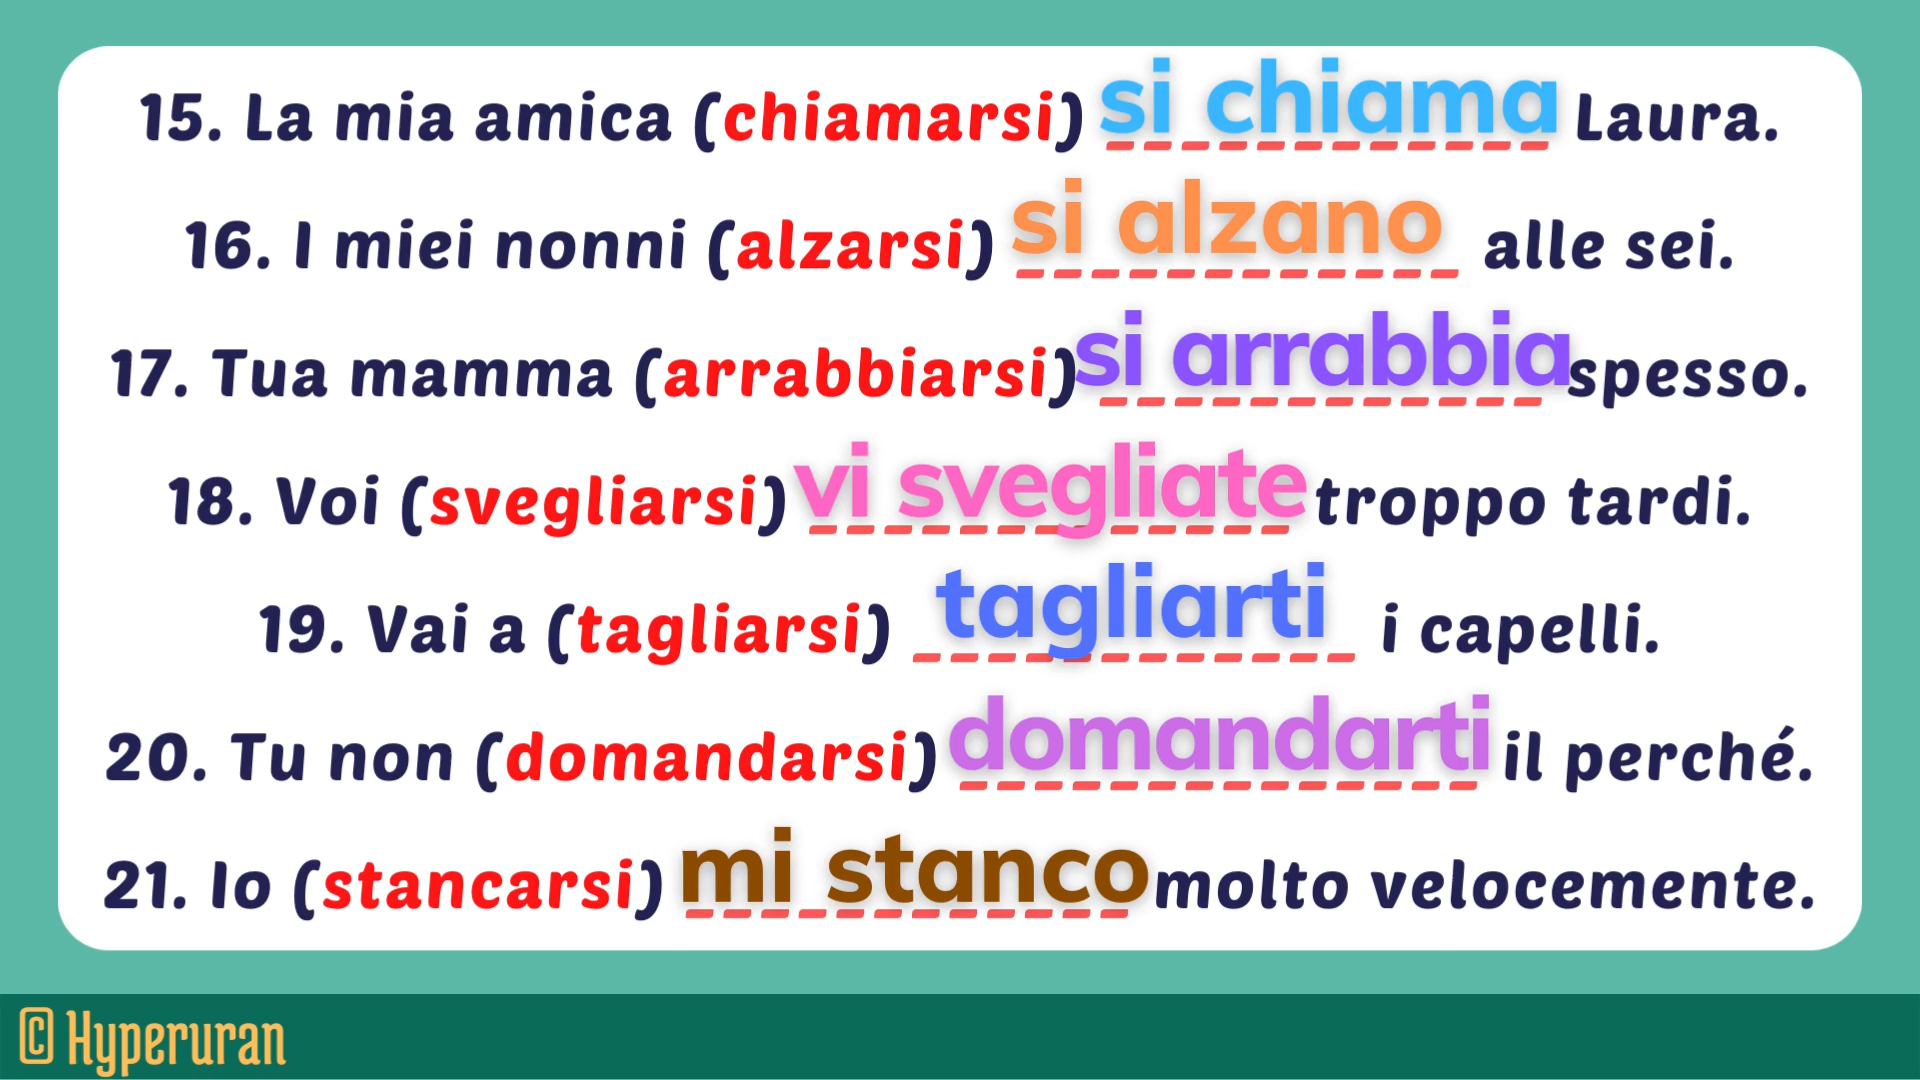 15. La mia amica (chiamarsi) si chiama Laura.
16. I miei nonni (alzarsi) si alzano alle sei.
17. Tua mamma (arrabbiarsi) si arrabbia spesso.
18. Voi (svegliarsi) vi svegliate troppo tardi.
19. Vai a (tagliarsi) tagliarti i capelli.
20. Tu non (domandarsi) domandarti il perché.
21. Io (stancarsi) mi stanco molto velocemente.
© Hyperuran